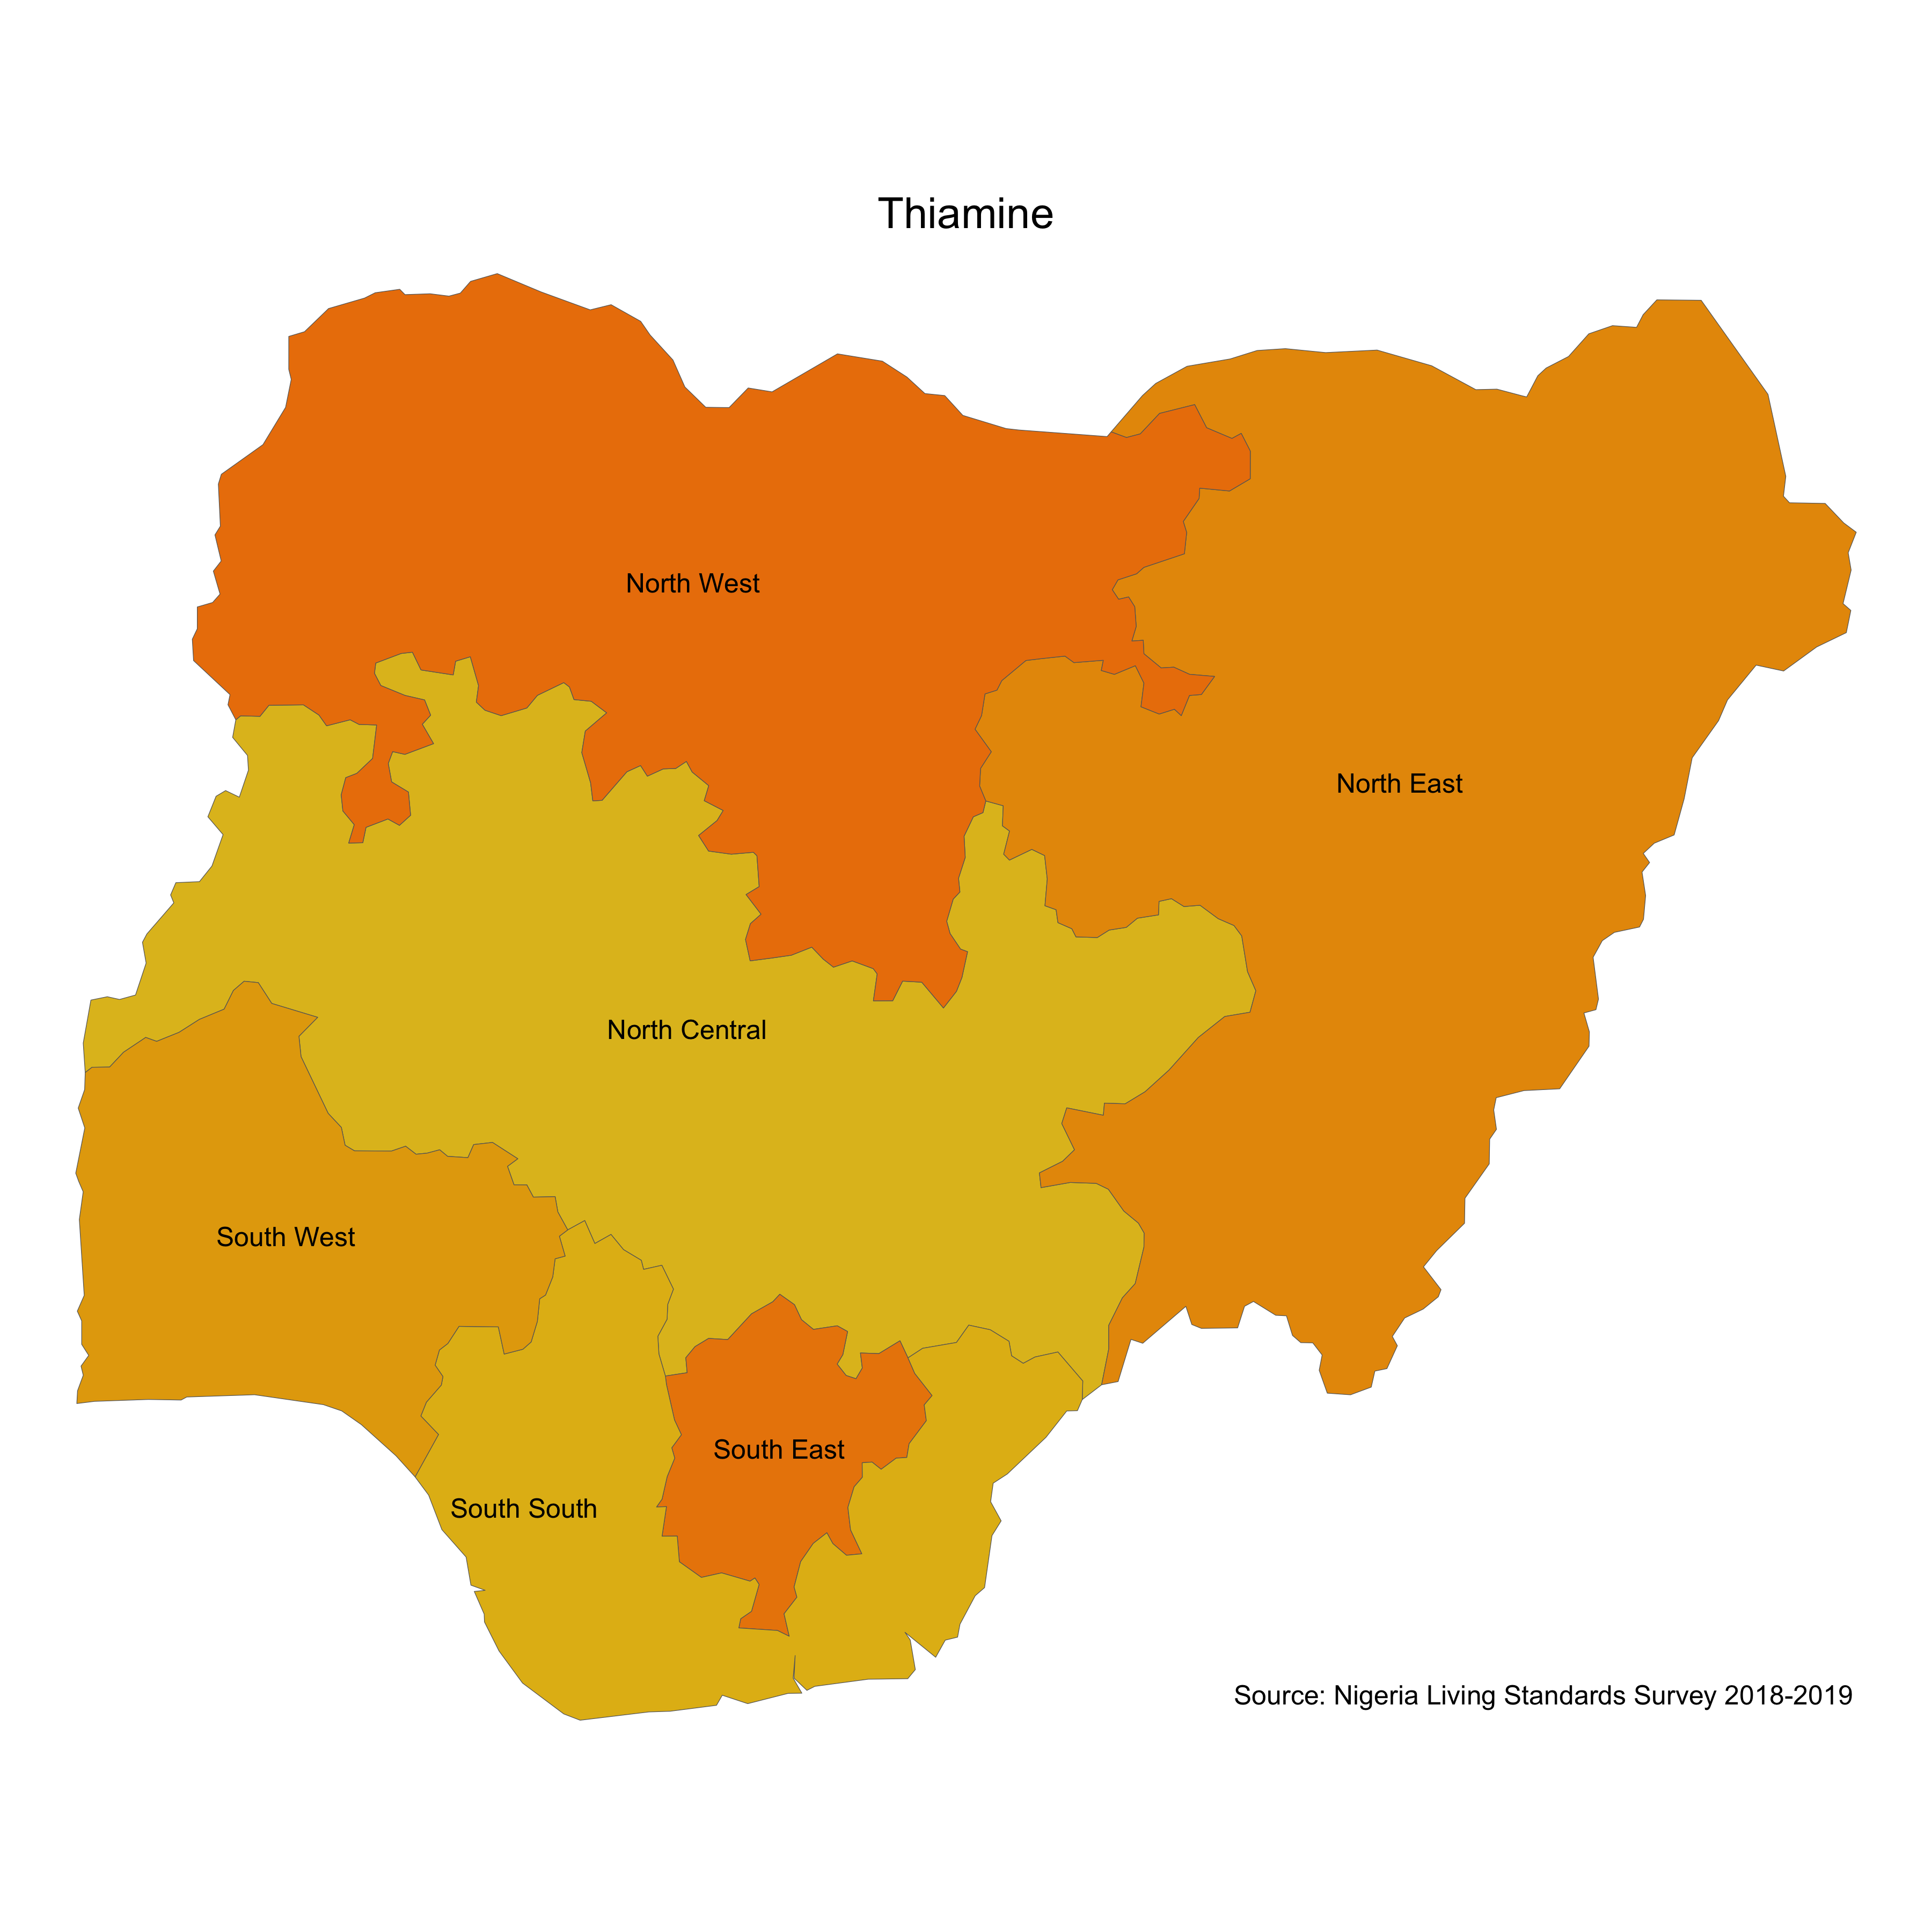 Thiamine
North West
North East
North Central
South West
South East
South South
Source: Nigeria Living Standards Survey 2018-2019